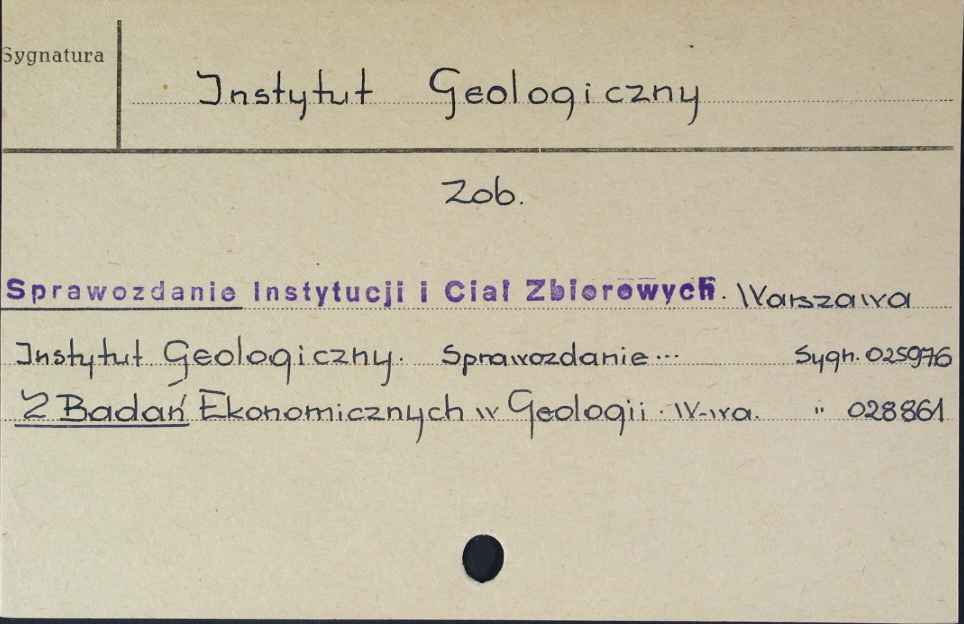 Sygnatura
Instytut Geologiczny
Zob.
Sprawozdanie Instytucji i Ciał Zbiorowych. Warszawa
Instytut Geologiczny. Sprawozdanie... Sygn. 025976
Z Badań Ekonomicznych w Geologii. W-wa. " 028861